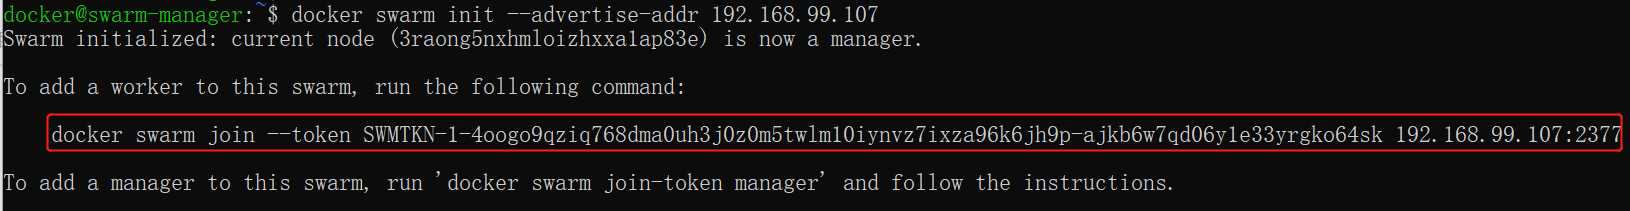 docker@swarm-manager:~$ docker swarm init --advertise-addr 192.168.99.107
Swarm initialized: current node (3raong5nxhmloizhxxa1ap83e) is now a manager.
To add a worker to this swarm, run the following command:
docker swarm join --token SWMTKN-1-4oogo9qziq768dma0uh3j0z0m5twlm10iynvz7ixza96k6jh9p-ajkb6w7qd06y1e33yrgko64sk 192.168.99.107:2377
To add a manager to this swarm, run 'docker swarm join-token manager' and follow the instructions.